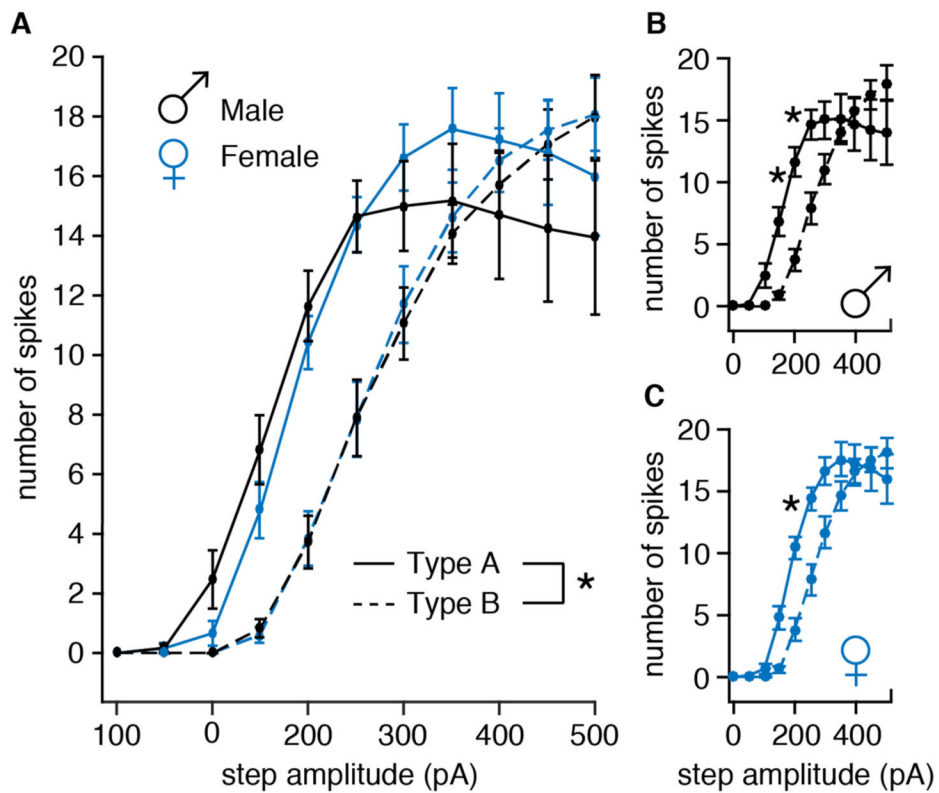 A
number of spikes
20
18
16
14
12
10
8
6
4
2
0
100 0 200 300 400 500
step amplitude (pA)
Male
Female
Type A
Type B
*
B
number of spikes
20
15
10
5
0
* *
0 200 400
C
number of spikes
20
15
10
5
0
*
0 200 400
step amplitude (pA)